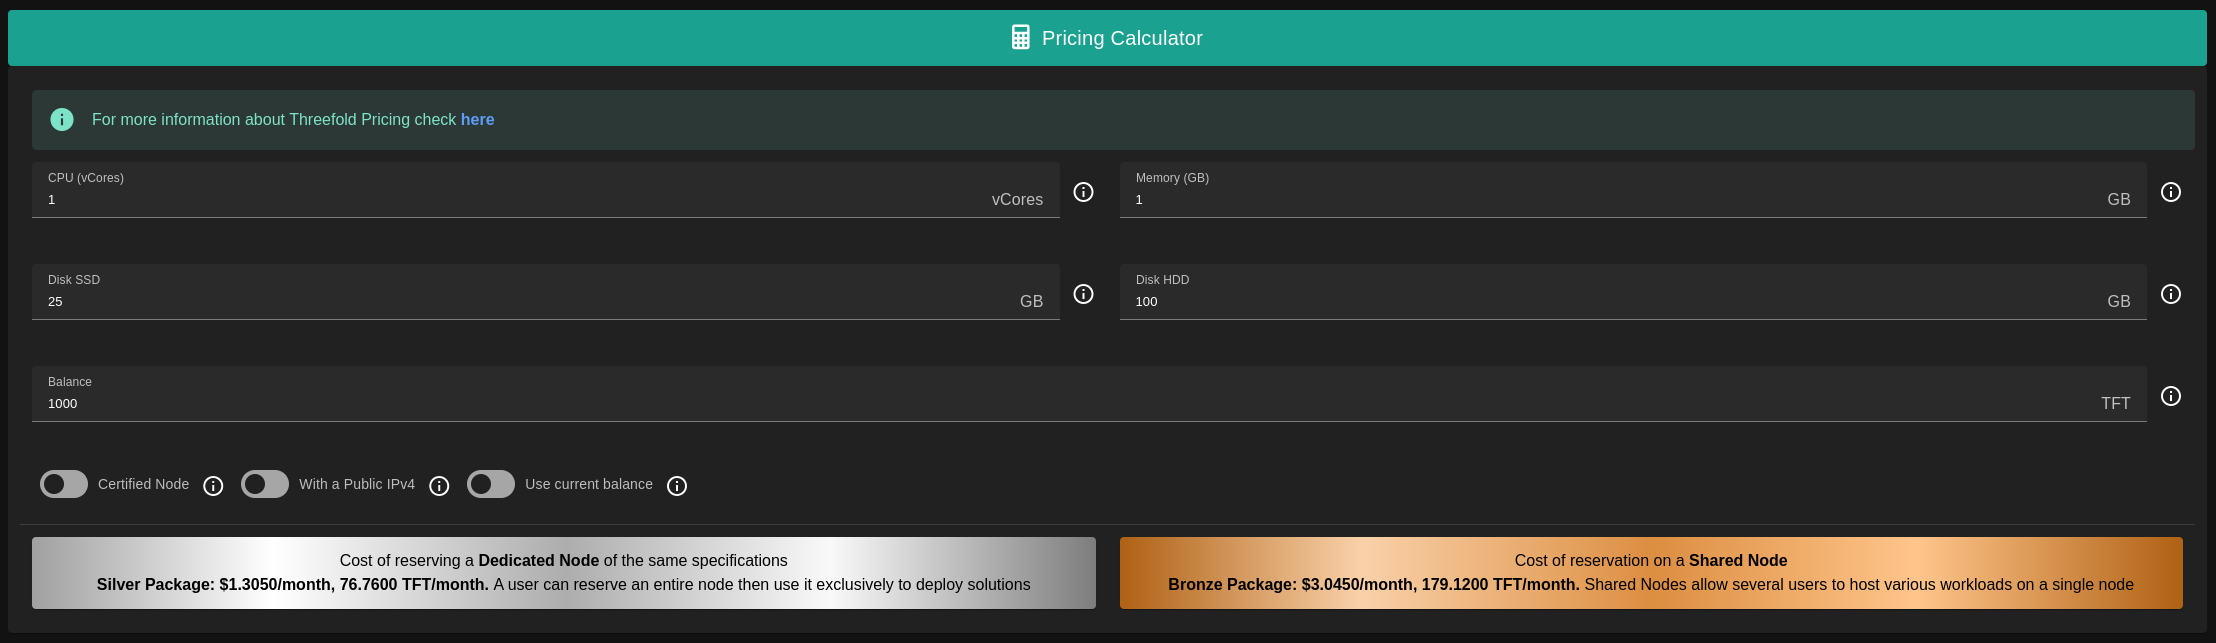 Pricing Calculator
For more information about Threefold Pricing check here
CPU (vCores)
1
vCores
Memory (GB)
1
GB
Disk SSD
25
GB
Disk HDD
100
GB
Balance
1000
TFT
Certified Node
With a Public IPv4
Use current balance
Cost of reserving a Dedicated Node of the same specifications
Silver Package: $1.3050/month, 76.7600 TFT/month. A user can reserve an entire node then use it exclusively to deploy solutions
Cost of reservation on a Shared Node
Bronze Package: $3.0450/month, 179.1200 TFT/month. Shared Nodes allow several users to host various workloads on a single node